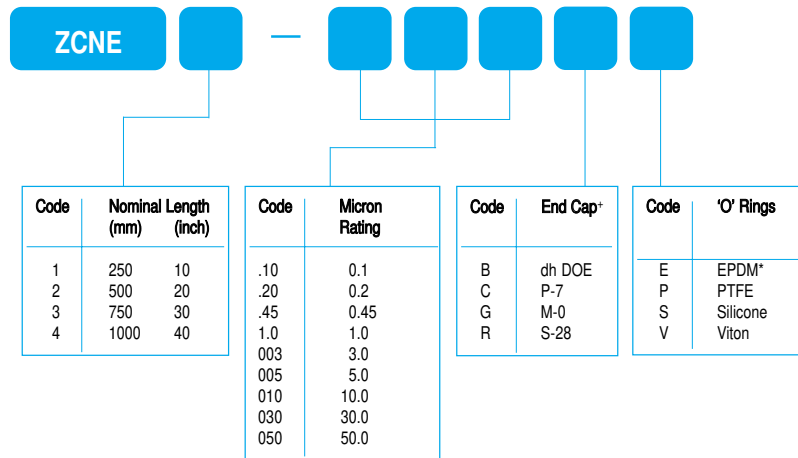 ZCNE —
Code Nominal Length
(mm) (inch)
1 250 10
2 500 20
3 750 30
4 1000 40
Code Micron
Rating
.10 0.1
.20 0.2
.45 0.45
1.0 1.0
003 3.0
005 5.0
010 10.0
030 30.0
050 50.0
Code End Cap+
B dh DOE
C P-7
G M-0
R S-28
Code 'O' Rings
E EPDM*
P PTFE
S Silicone
V Viton